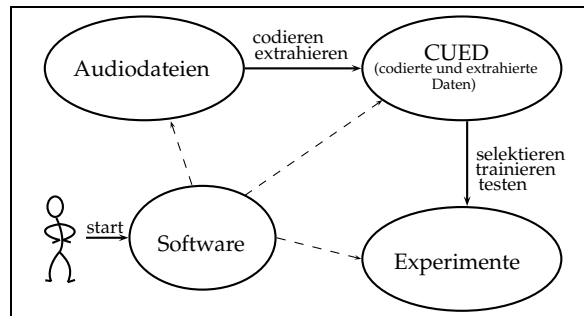 codieren
extrahieren
Audiodateien
CUED
(codierte und extrahierte
Daten)
selektieren
trainieren
testen
start
Software
Experimente